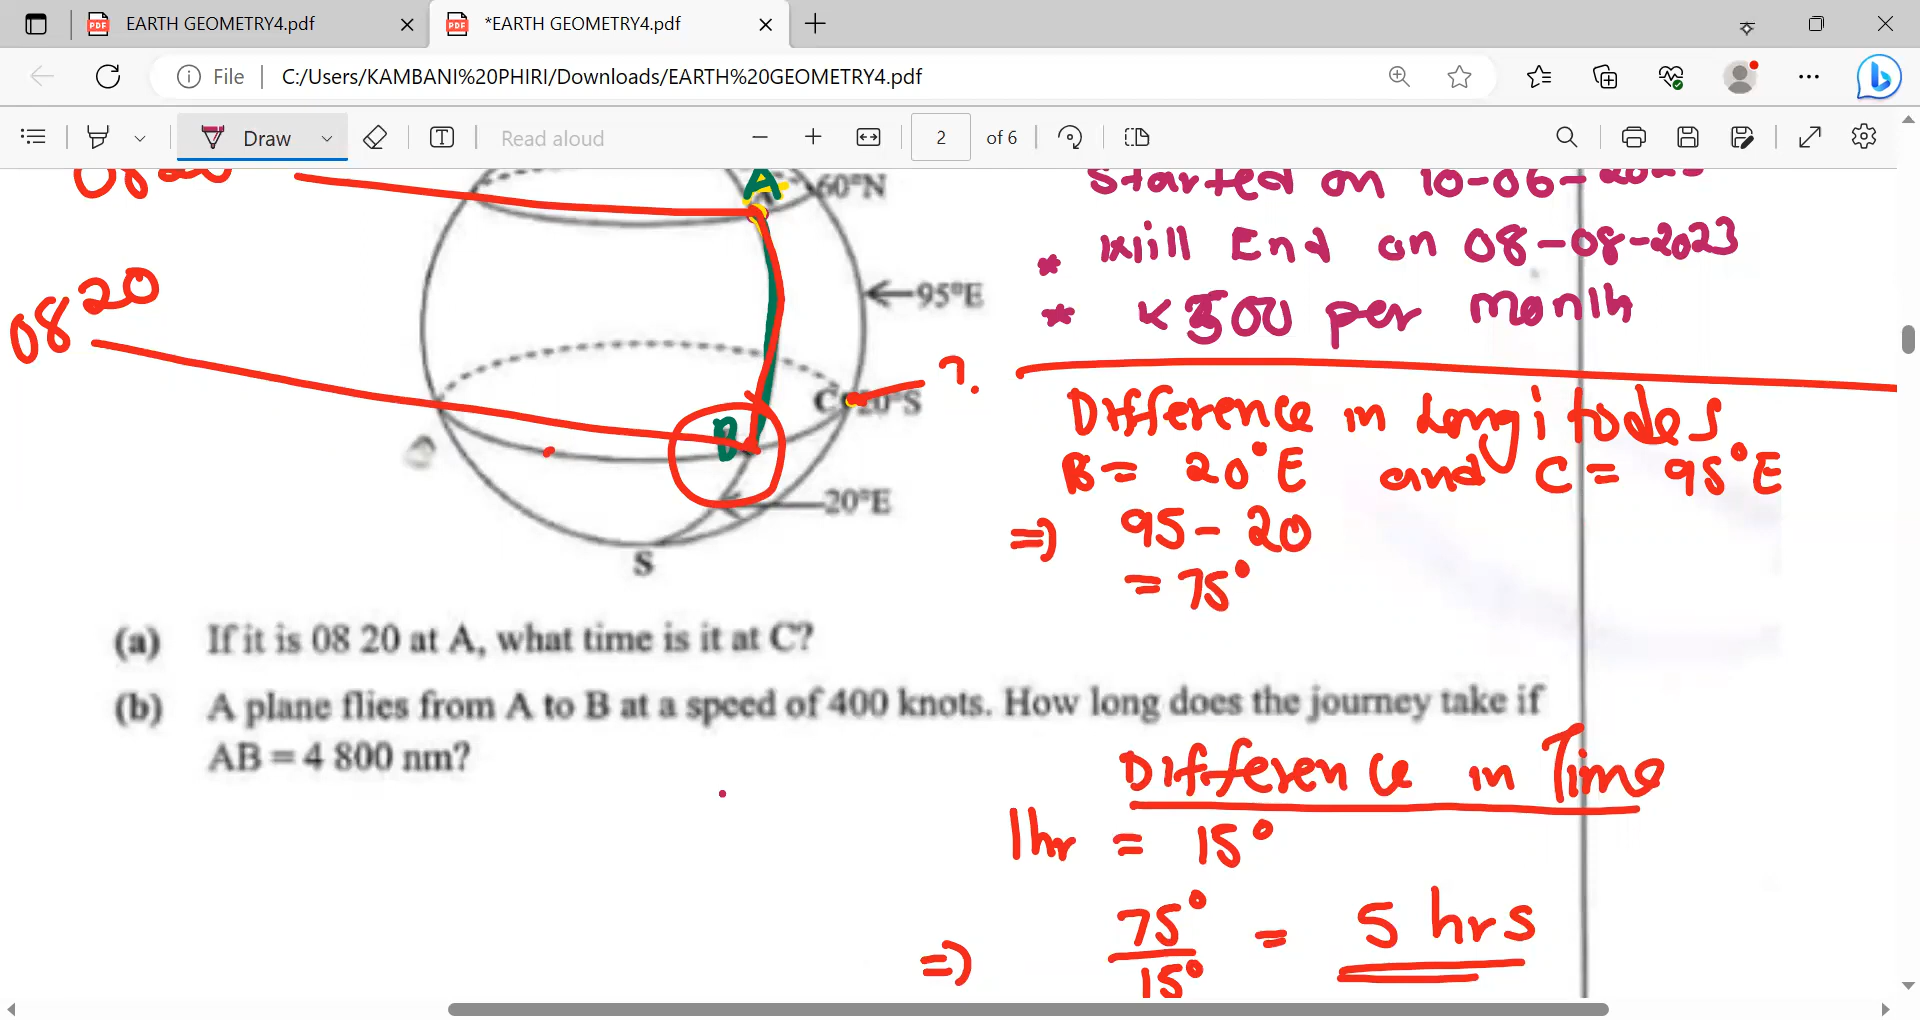 EARTH GEOMETRY4.pdf
*EARTH GEOMETRY4.pdf
File
C:/Users/KAMBANI%20PHIRI/Downloads/EARTH%20GEOMETRY4.pdf
Draw
Read aloud
2 of 6
A
60°N
Started on 10-06-
* Will End on 08-08-2023
* K500 per month
08 20
95°E
?
C 20°S
B
20°E
S
Difference in Longitudes
B = 20°E and C = 95°E
=> 95 - 20
= 75°
(a) If it is 08 20 at A, what time is it at C?
(b) A plane flies from A to B at a speed of 400 knots. How long does the journey take if
AB = 4 800 nm?
Difference in Time
1hr = 15°
=> 75°/15° = 5 hrs